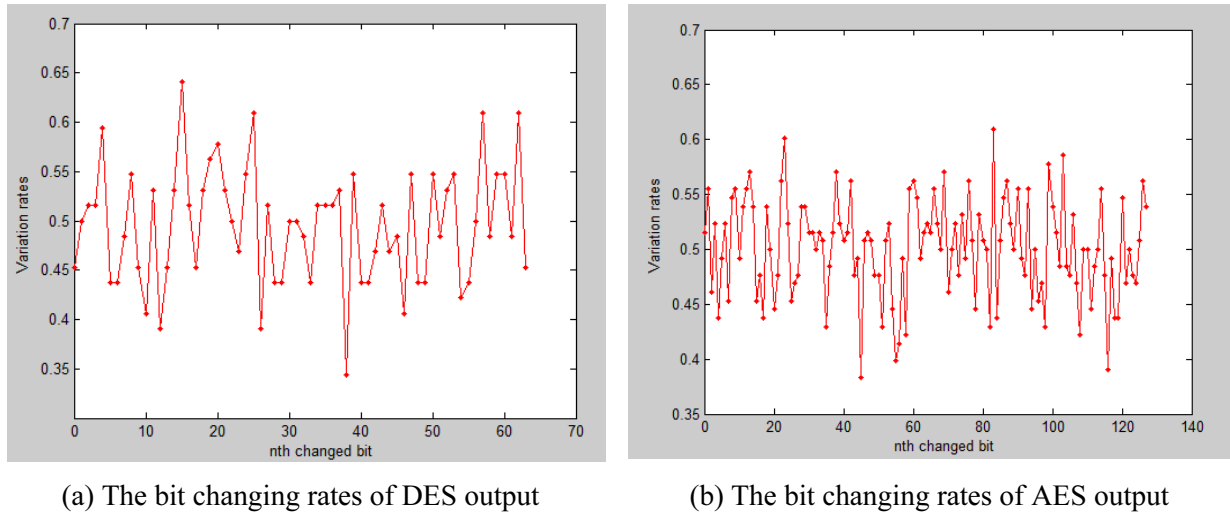 0.7
0.65
0.6
0.55
0.5
0.45
0.4
0.35
Variation rates
0 10 20 30 40 50 60 70
nth changed bit
(a) The bit changing rates of DES output
0.7
0.65
0.6
0.55
0.5
0.45
0.4
0.35
Variation rates
0 20 40 60 80 100 120 140
nth changed bit
(b) The bit changing rates of AES output